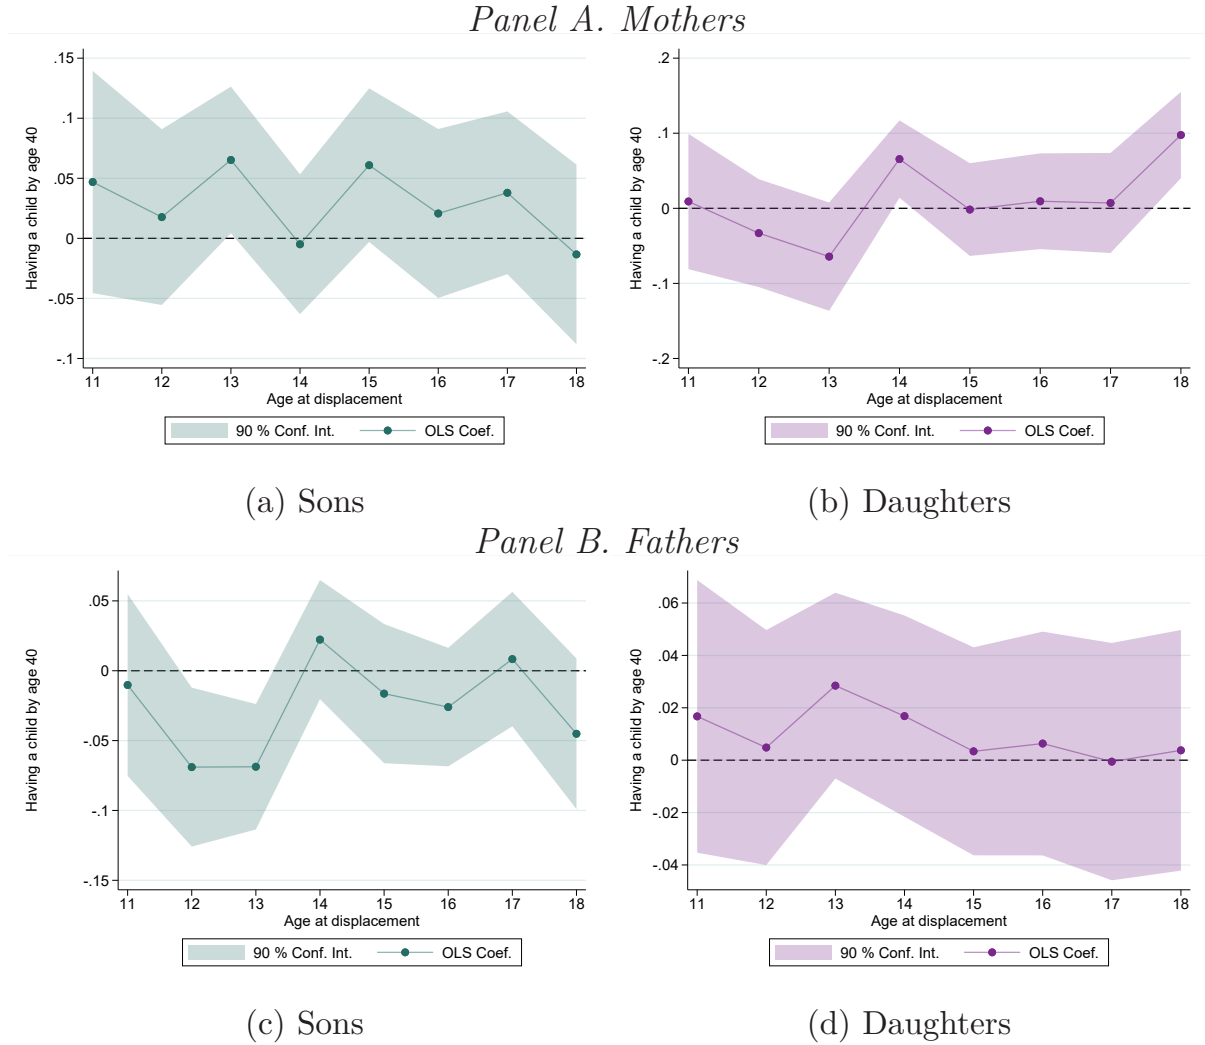 Panel A. Mothers
Having a child by age 40
.15
.1
.05
0
-.05
-.1
11 12 13 14 15 16 17 18
Age at displacement
90 % Conf. Int. OLS Coef.
(a) Sons
Having a child by age 40
.2
.1
0
-.1
-.2
11 12 13 14 15 16 17 18
Age at displacement
90 % Conf. Int. OLS Coef.
(b) Daughters
Panel B. Fathers
Having a child by age 40
.05
0
-.05
-.1
-.15
11 12 13 14 15 16 17 18
Age at displacement
90 % Conf. Int. OLS Coef.
(c) Sons
Having a child by age 40
.06
.04
.02
0
-.02
-.04
11 12 13 14 15 16 17 18
Age at displacement
90 % Conf. Int. OLS Coef.
(d) Daughters